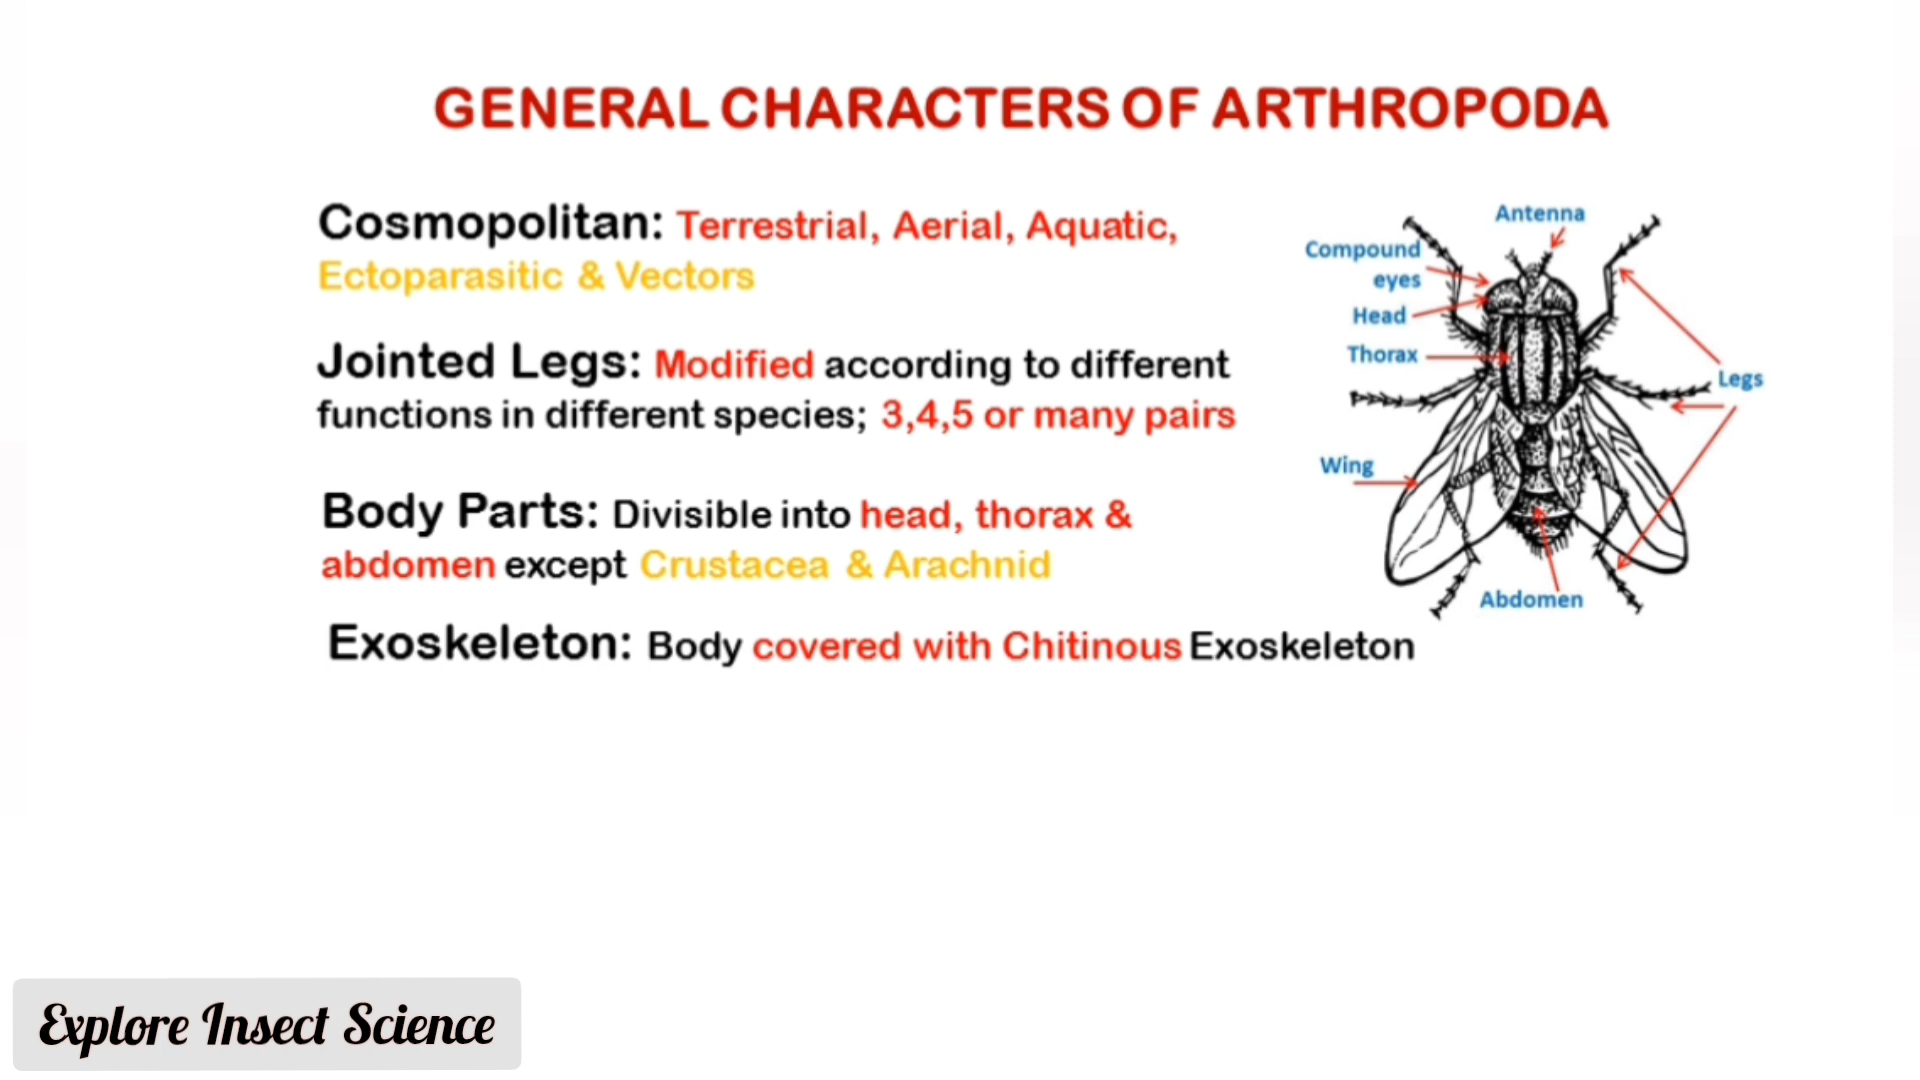 GENERAL CHARACTERS OF ARTHROPODA
Cosmopolitan: Terrestrial, Aerial, Aquatic,
Ectoparasitic & Vectors
Jointed Legs: Modified according to different
functions in different species; 3,4,5 or many pairs
Body Parts: Divisible into head, thorax &
abdomen except Crustacea & Arachnid
Exoskeleton: Body covered with Chitinous Exoskeleton
Antenna
Compound
eyes
Head
Thorax
Legs
Wing
Abdomen
Explore Insect Science